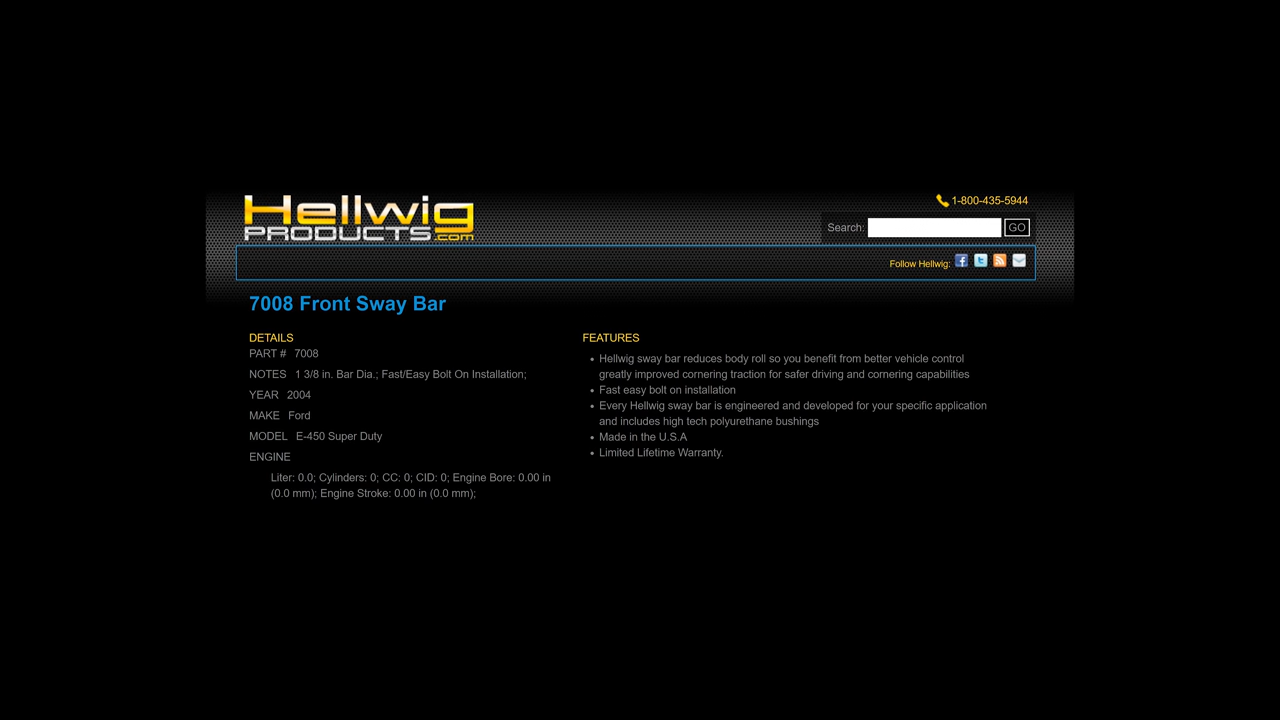 Hellwig
PRODUCTS.com
1-800-435-5944
Search: GO
Follow Hellwig:
7008 Front Sway Bar
DETAILS
PART # 7008
NOTES 1 3/8 in. Bar Dia.; Fast/Easy Bolt On Installation;
YEAR 2004
MAKE Ford
MODEL E-450 Super Duty
ENGINE
Liter: 0.0; Cylinders: 0; CC: 0; CID: 0; Engine Bore: 0.00 in
(0.0 mm); Engine Stroke: 0.00 in (0.0 mm);
FEATURES
• Hellwig sway bar reduces body roll so you benefit from better vehicle control
greatly improved cornering traction for safer driving and cornering capabilities
• Fast easy bolt on installation
• Every Hellwig sway bar is engineered and developed for your specific application
and includes high tech polyurethane bushings
• Made in the U.S.A
• Limited Lifetime Warranty.